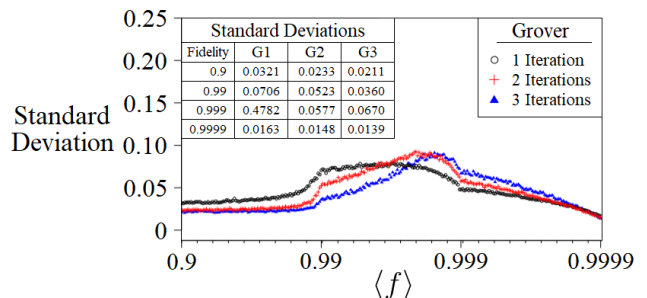 0.25
0.20
0.15
0.10
0.05
0
Standard
Deviation
Standard Deviations
Fidelity G1 G2 G3
0.9 0.0321 0.0233 0.0211
0.99 0.0706 0.0523 0.0360
0.999 0.4782 0.0577 0.0670
0.9999 0.0163 0.0148 0.0139
Grover
1 Iteration
2 Iterations
3 Iterations
0.9 0.99 0.999 0.9999
⟨f⟩